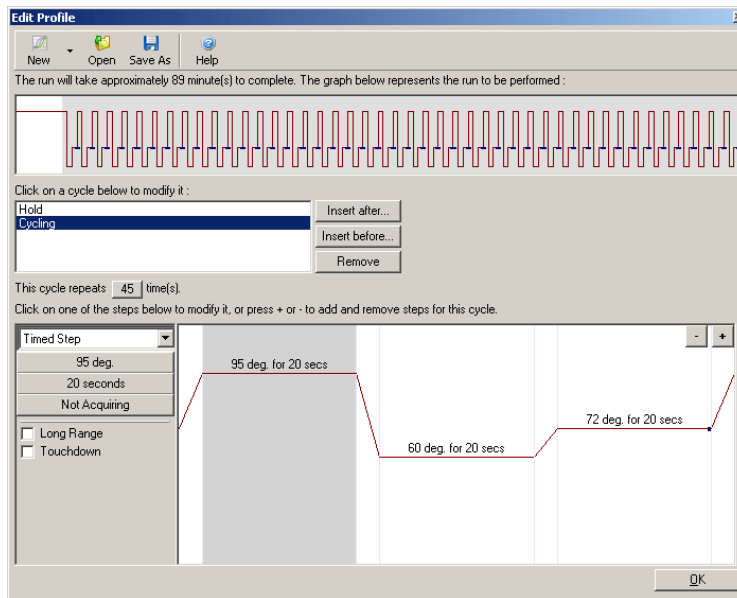 Edit Profile
New Open Save As Help
The run will take approximately 89 minute(s) to complete. The graph below represents the run to be performed :
Click on a cycle below to modify it :
Hold
Cycling
Insert after...
Insert before...
Remove
This cycle repeats 45 time(s).
Click on one of the steps below to modify it, or press + or - to add and remove steps for this cycle.
Timed Step
95 deg.
20 seconds
Not Acquiring
Long Range
Touchdown
- +
95 deg. for 20 secs
60 deg. for 20 secs
72 deg. for 20 secs
OK